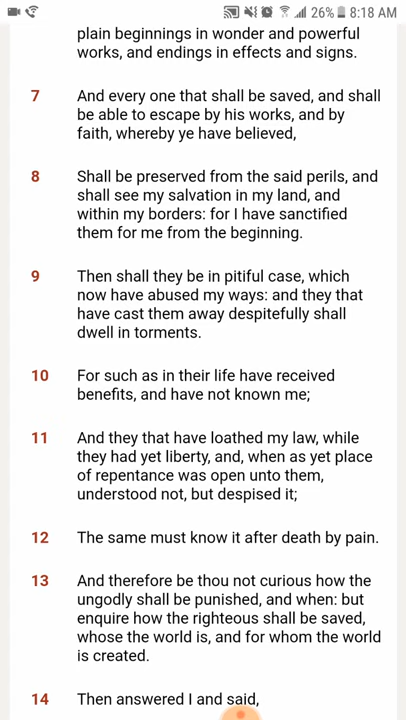 26% 8:18 AM
plain beginnings in wonder and powerful
works, and endings in effects and signs.
7 And every one that shall be saved, and shall
be able to escape by his works, and by
faith, whereby ye have believed,
8 Shall be preserved from the said perils, and
shall see my salvation in my land, and
within my borders: for I have sanctified
them for me from the beginning.
9 Then shall they be in pitiful case, which
now have abused my ways: and they that
have cast them away despitefully shall
dwell in torments.
10 For such as in their life have received
benefits, and have not known me;
11 And they that have loathed my law, while
they had yet liberty, and, when as yet place
of repentance was open unto them,
understood not, but despised it;
12 The same must know it after death by pain.
13 And therefore be thou not curious how the
ungodly shall be punished, and when: but
enquire how the righteous shall be saved,
whose the world is, and for whom the world
is created.
14 Then answered I and said,